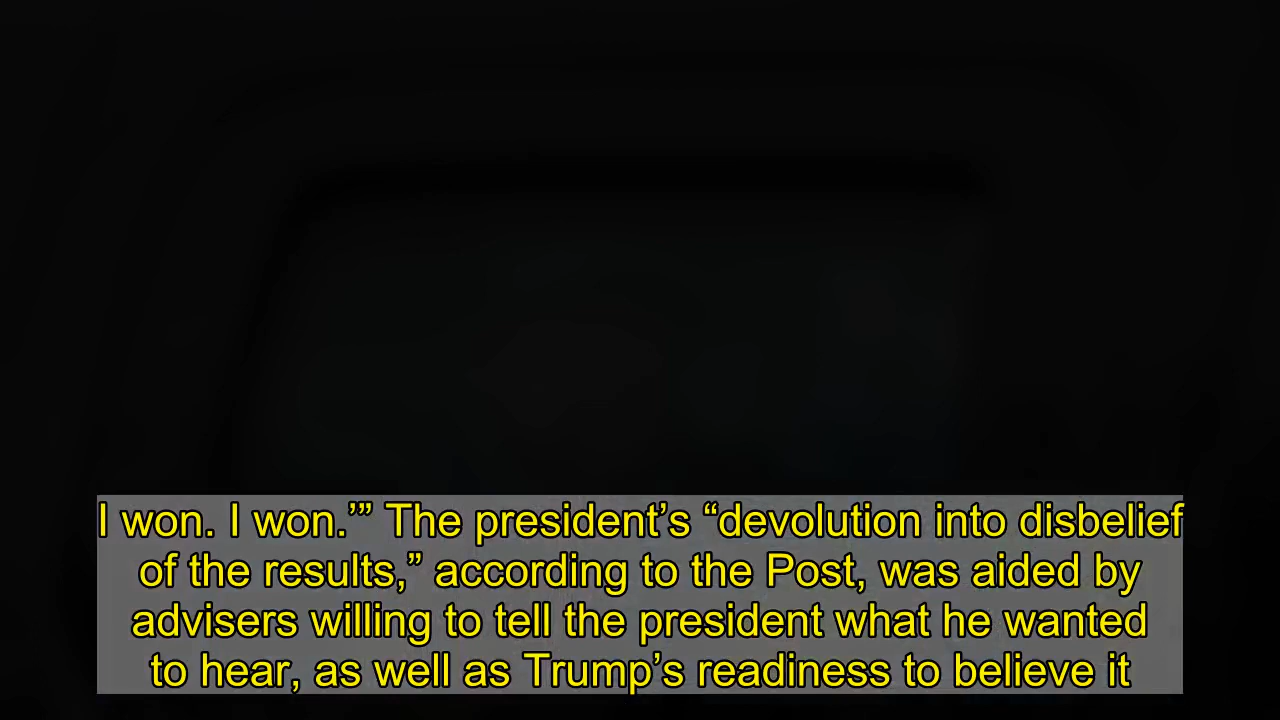 I won. I won.’” The president’s “devolution into disbelief
of the results,” according to the Post, was aided by
advisers willing to tell the president what he wanted
to hear, as well as Trump’s readiness to believe it